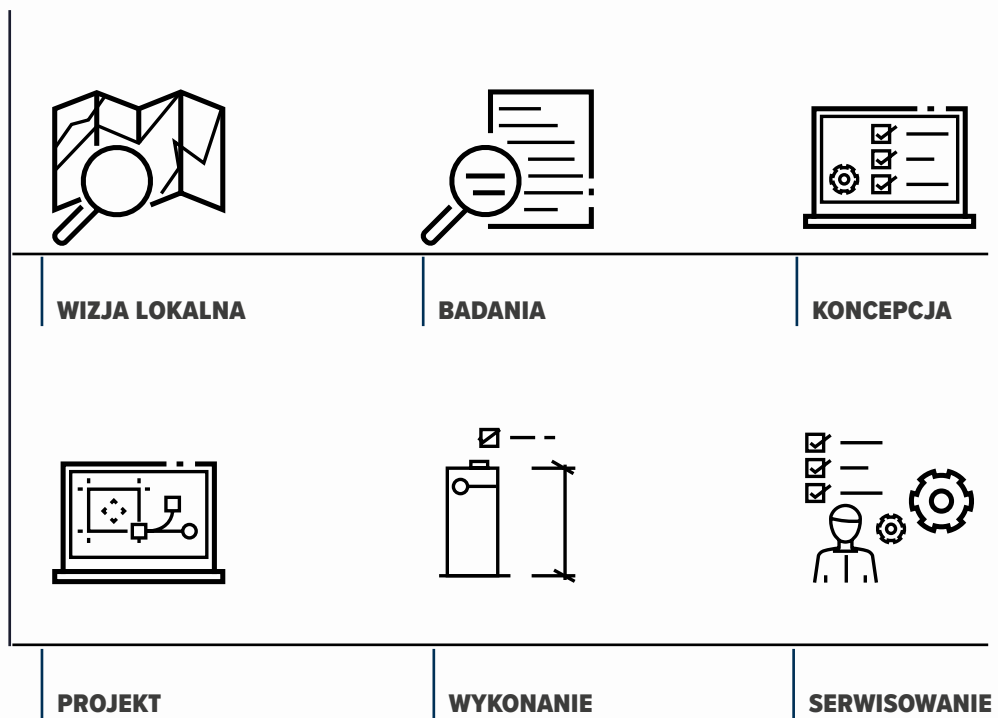 WIZJA LOKALNA
BADANIA
KONCEPCJA
PROJEKT
WYKONANIE
SERWISOWANIE